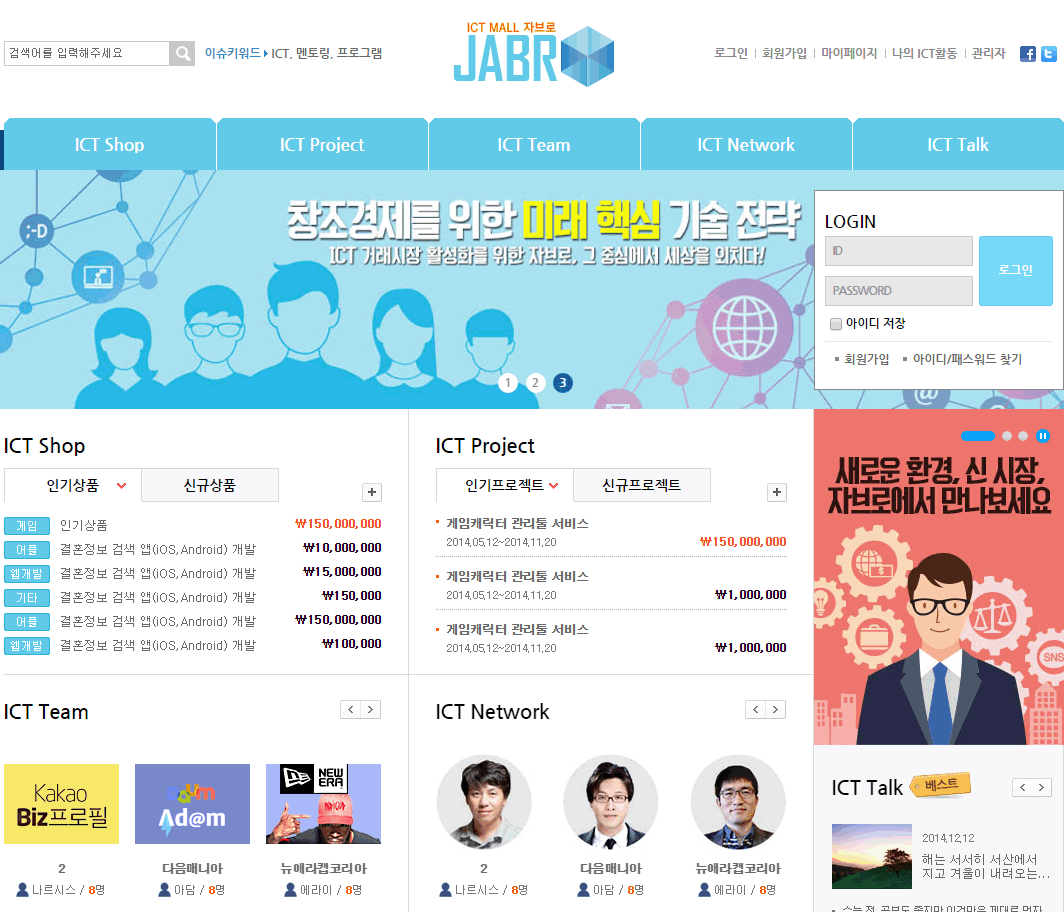 ICT MALL 자브로
JABR
검색어를 입력해주세요
이슈키워드 ICT, 멘토링, 프로그램
로그인 | 회원가입 | 마이페이지 | 나의 ICT활동 | 관리자
ICT Shop
ICT Project
ICT Team
ICT Network
ICT Talk
;-D
창조경제를 위한 미래 핵심 기술 전략
ICT 거래시장 활성화를 위한 자브로, 그 중심에서 세상을 외치다!
@
1 2 3
LOGIN
ID
PASSWORD
로그인
아이디 저장
회원가입
아이디/패스워드 찾기
ICT Shop
인기상품
신규상품
게임 인기상품 ₩150,000,000
어플 결혼정보 검색 앱(iOS,Android) 개발 ₩10,000,000
웹개발 결혼정보 검색 앱(iOS,Android) 개발 ₩15,000,000
기타 결혼정보 검색 앱(iOS,Android) 개발 ₩150,000
어플 결혼정보 검색 앱(iOS,Android) 개발 ₩150,000,000
웹개발 결혼정보 검색 앱(iOS,Android) 개발 ₩100,000
ICT Project
인기프로젝트
신규프로젝트
게임캐릭터 관리툴 서비스
2014.05.12~2014.11.20 ₩150,000,000
게임캐릭터 관리툴 서비스
2014.05.12~2014.11.20 ₩1,000,000
게임캐릭터 관리툴 서비스
2014.05.12~2014.11.20 ₩1,000,000
새로운 환경, 신 시장,
자브로에서 만나보세요
$
SNS
ICT Team
Kakao
Biz프로필
2
나르시스 / 8명
Ad@m
다음매니아
아담 / 8명
NEW
ERA
뉴에라캡코리아
에라이 / 8명
ICT Network
2
나르시스 / 8명
다음매니아
아담 / 8명
뉴에라캡코리아
에라이 / 8명
ICT Talk 베스트
2014.12.12
해는 서서히 서산에서
지고 겨울이 내려오는...